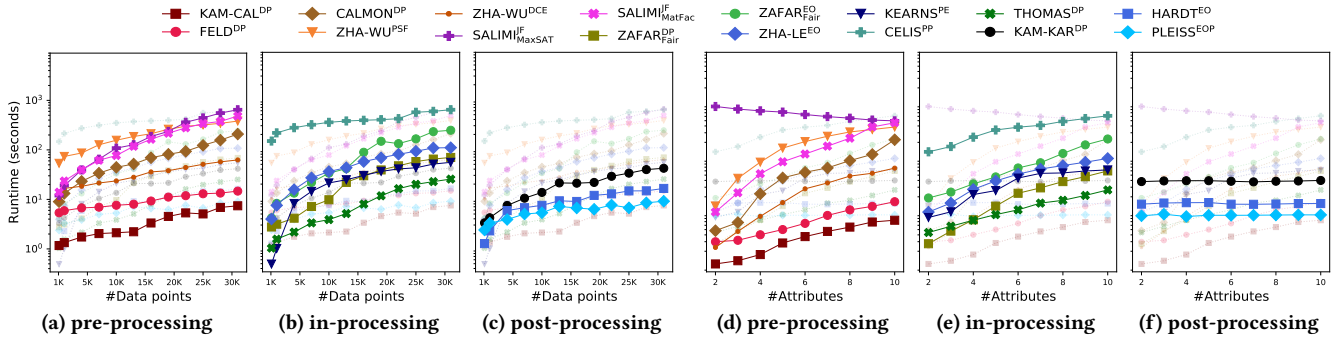 KAM-CAL^DP CALMON^DP ZHA-WU^DCE SALIMI^JF_MatFac ZAFAR^EO_Fair KEARNS^PE THOMAS^DP HARDT^EO
FELD^DP ZHA-WU^PSF SALIMI^JF_MaxSAT ZAFAR^DP_Fair ZHA-LE^EO CELIS^PP KAM-KAR^DP PLEISS^EOP
Runtime (seconds)
10^3
10^2
10^1
10^0
1K 5K 10K 15K 20K 25K 30K 1K 5K 10K 15K 20K 25K 30K 1K 5K 10K 15K 20K 25K 30K 2 4 6 8 10 2 4 6 8 10 2 4 6 8 10
#Data points #Data points #Data points #Attributes #Attributes #Attributes
(a) pre-processing (b) in-processing (c) post-processing (d) pre-processing (e) in-processing (f) post-processing